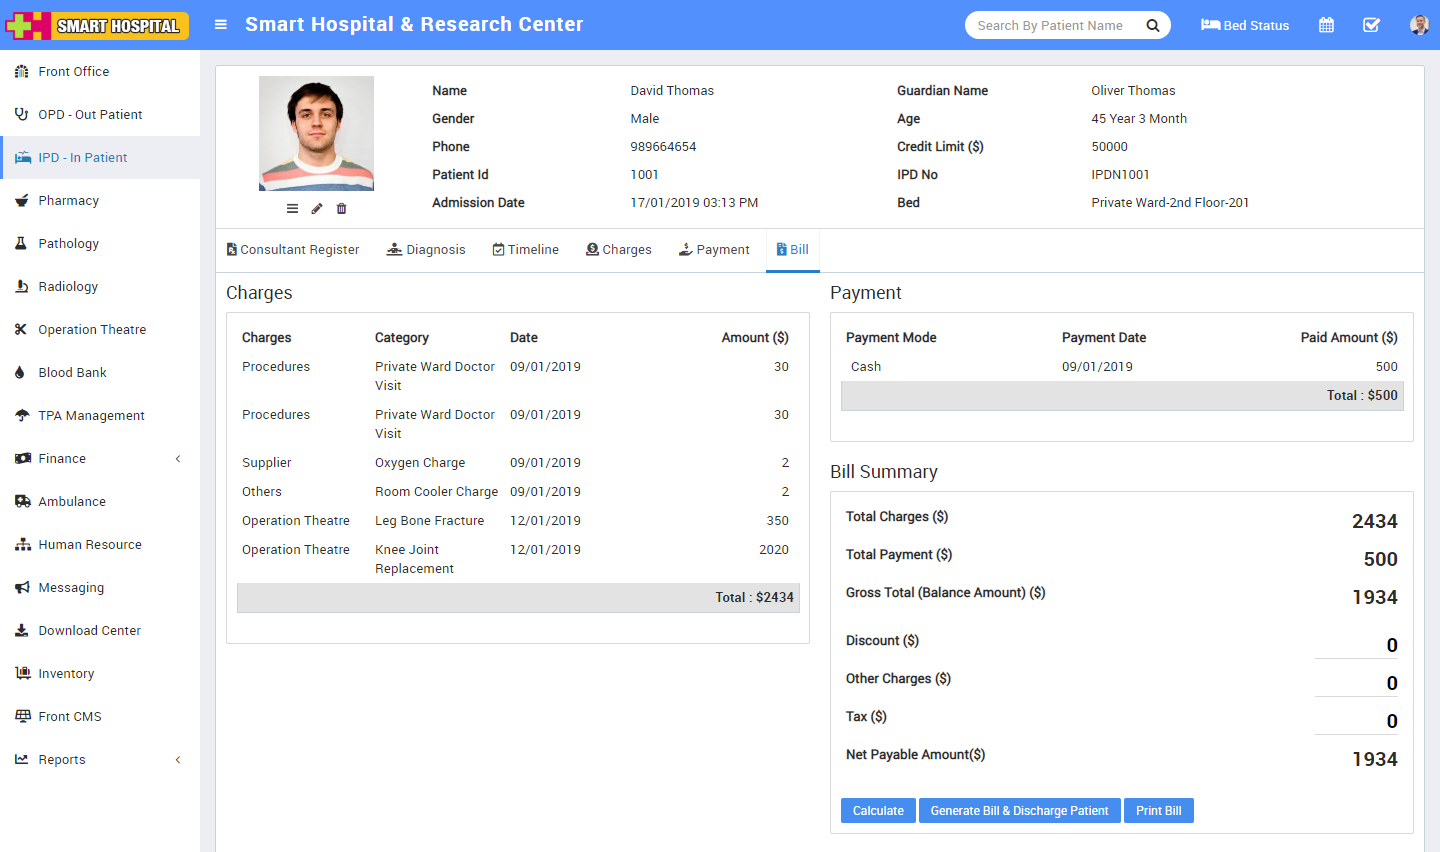 SMART HOSPITAL
Smart Hospital & Research Center
Search By Patient Name
Bed Status
Front Office
OPD - Out Patient
IPD - In Patient
Pharmacy
Pathology
Radiology
Operation Theatre
Blood Bank
TPA Management
Finance
Ambulance
Human Resource
Messaging
Download Center
Inventory
Front CMS
Reports
Name David Thomas Guardian Name Oliver Thomas
Gender Male Age 45 Year 3 Month
Phone 989664654 Credit Limit ($) 50000
Patient Id 1001 IPD No IPDN1001
Admission Date 17/01/2019 03:13 PM Bed Private Ward-2nd Floor-201
Consultant Register Diagnosis Timeline Charges Payment Bill
Charges
Charges Category Date Amount ($)
Procedures Private Ward Doctor 09/01/2019 30
Visit
Procedures Private Ward Doctor 09/01/2019 30
Visit
Supplier Oxygen Charge 09/01/2019 2
Others Room Cooler Charge 09/01/2019 2
Operation Theatre Leg Bone Fracture 12/01/2019 350
Operation Theatre Knee Joint 12/01/2019 2020
Replacement
Total : $2434
Payment
Payment Mode Payment Date Paid Amount ($)
Cash 09/01/2019 500
Total : $500
Bill Summary
Total Charges ($) 2434
Total Payment ($) 500
Gross Total (Balance Amount) ($) 1934
Discount ($) 0
Other Charges ($) 0
Tax ($) 0
Net Payable Amount($) 1934
Calculate Generate Bill & Discharge Patient Print Bill